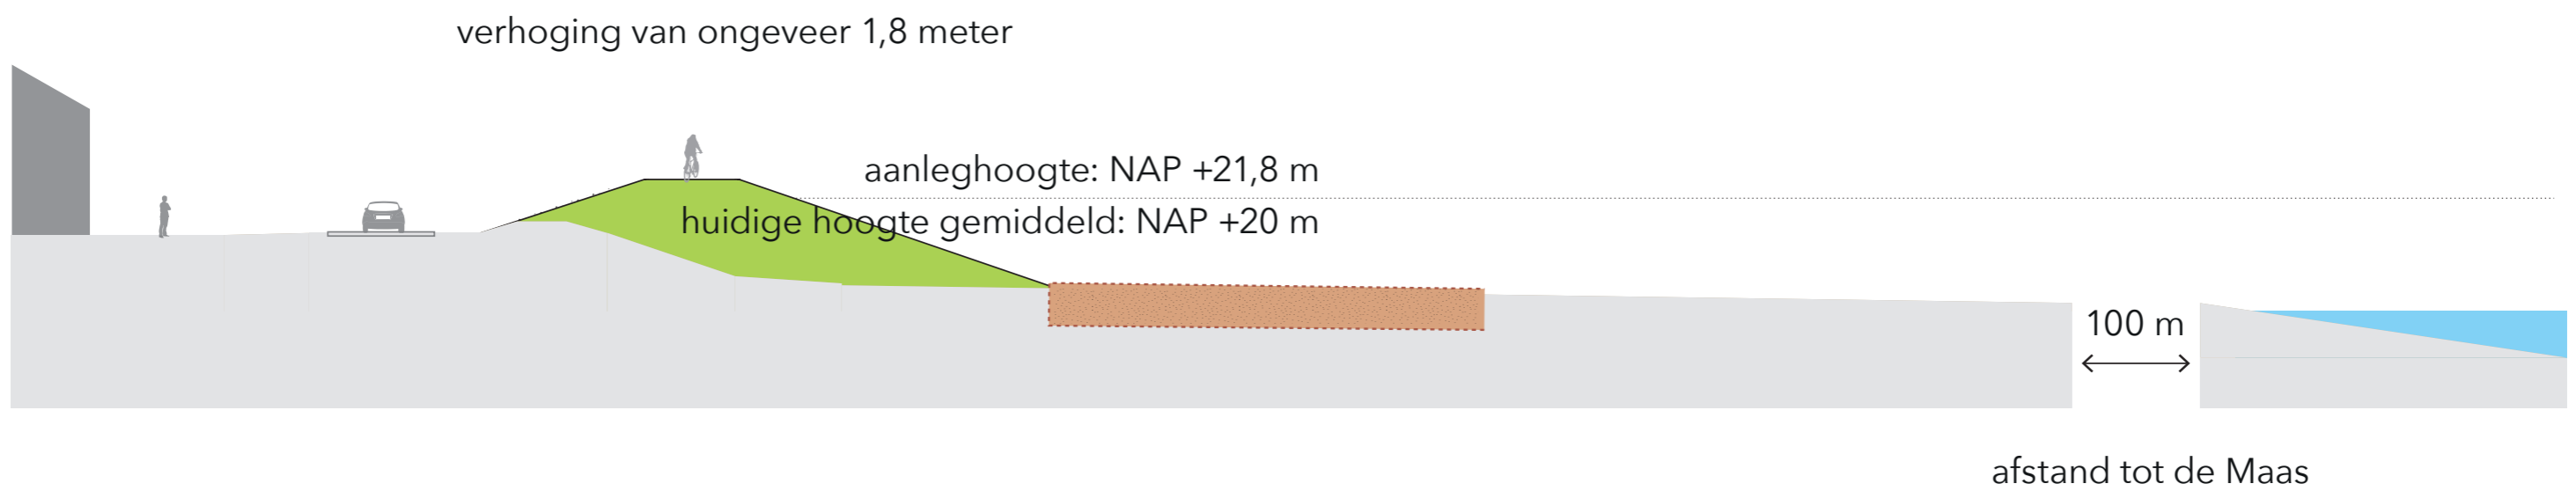 verhoging van ongeveer 1,8 meter
aanleghoogte: NAP +21,8 m
huidige hoogte gemiddeld: NAP +20 m
100 m
afstand tot de Maas